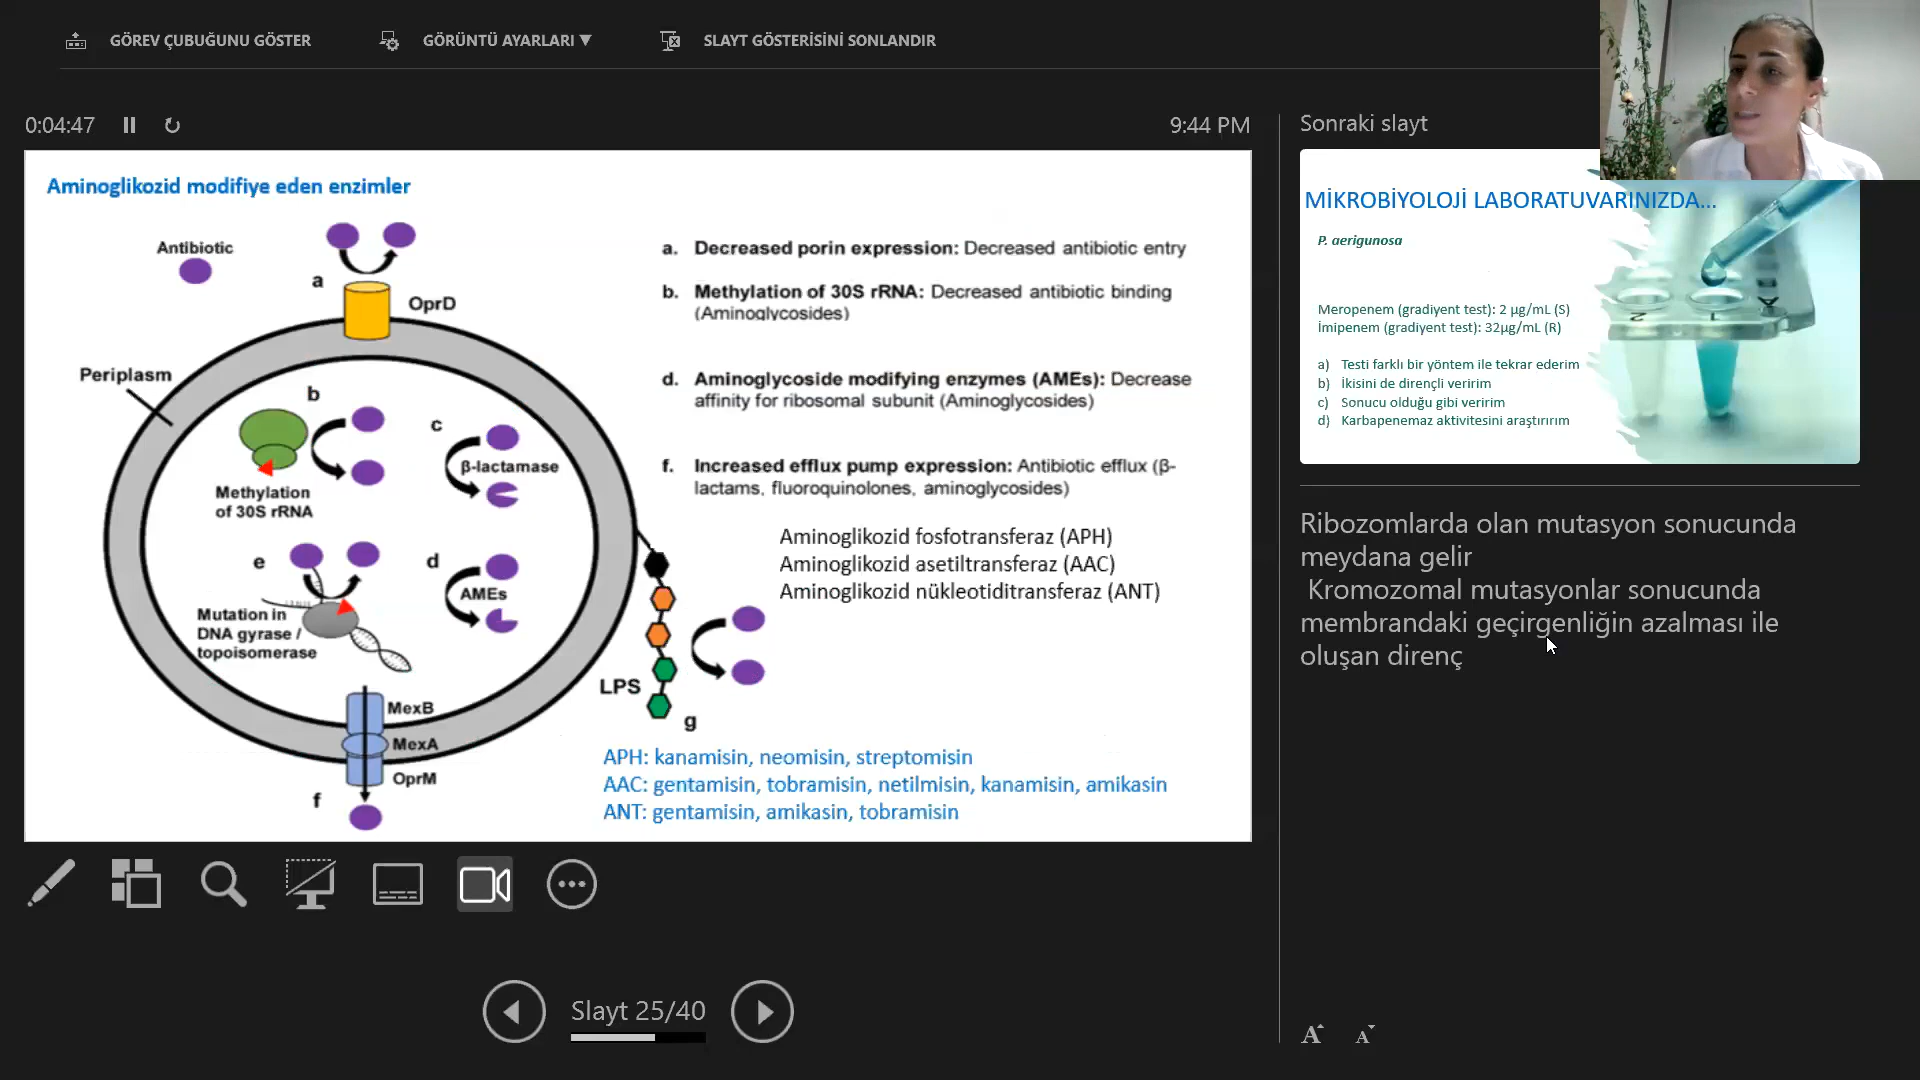 GÖREV ÇUBUĞUNU GÖSTER
GÖRÜNTÜ AYARLARI ▼
SLAYT GÖSTERİSİNİ SONLANDIR
0:04:47
9:44 PM
Aminoglikozid modifiye eden enzimler
Antibiotic
a
OprD
Periplasm
b
Methylation
of 30S rRNA
c
β-lactamase
e
Mutation in
DNA gyrase /
topoisomerase
d
AMEs
MexB
MexA
OprM
f
LPS
g
a. Decreased porin expression: Decreased antibiotic entry
b. Methylation of 30S rRNA: Decreased antibiotic binding
(Aminoglycosides)
d. Aminoglycoside modifying enzymes (AMEs): Decrease
affinity for ribosomal subunit (Aminoglycosides)
f. Increased efflux pump expression: Antibiotic efflux (β-
lactams, fluoroquinolones, aminoglycosides)
Aminoglikozid fosfotransferaz (APH)
Aminoglikozid asetiltransferaz (AAC)
Aminoglikozid nükleotiditransferaz (ANT)
APH: kanamisin, neomisin, streptomisin
AAC: gentamisin, tobramisin, netilmisin, kanamisin, amikasin
ANT: gentamisin, amikasin, tobramisin
Slayt 25/40
Sonraki slayt
MİKROBİYOLOJİ LABORATUVARINIZDA...
P. aerigunosa
Meropenem (gradiyent test): 2 µg/mL (S)
İmipenem (gradiyent test): 32µg/mL (R)
a) Testi farklı bir yöntem ile tekrar ederim
b) İkisini de dirençli veririm
c) Sonucu olduğu gibi veririm
d) Karbapenemaz aktivitesini araştırırım
2 1 A
Ribozomlarda olan mutasyon sonucunda
meydana gelir
Kromozomal mutasyonlar sonucunda
membrandaki geçirgenliğin azalması ile
oluşan direnç
A A